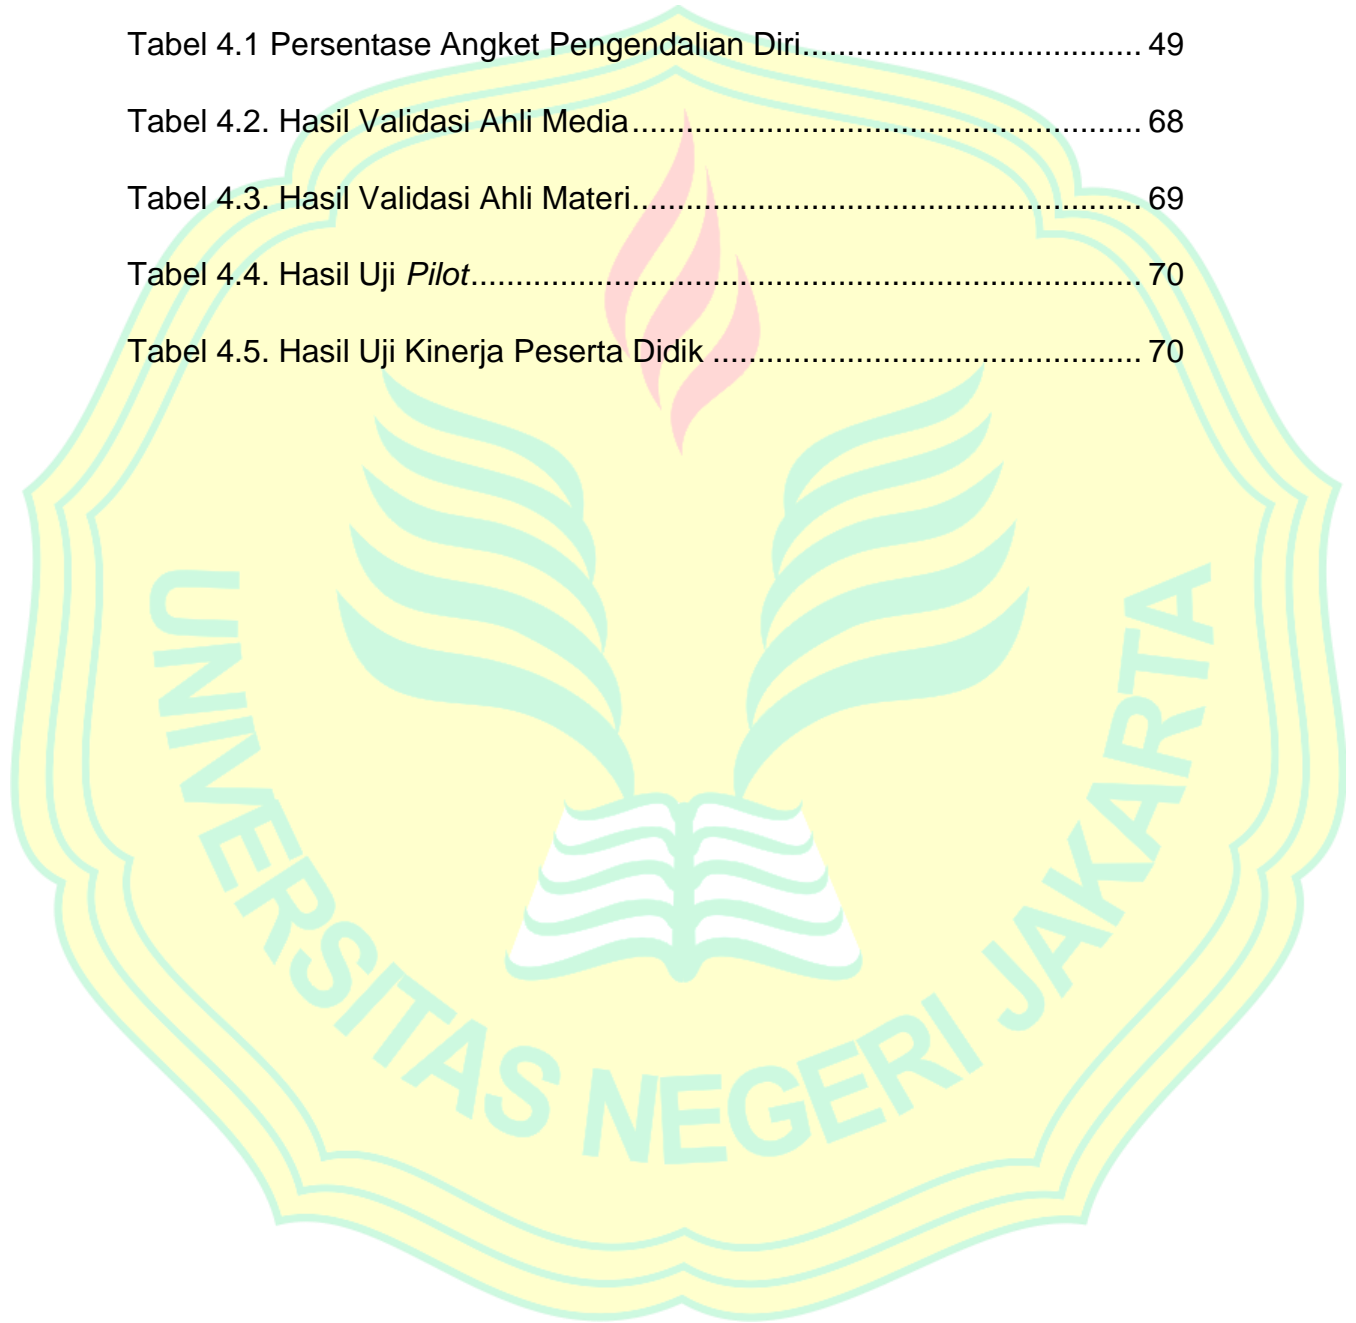 Tabel 4.1 Persentase Angket Pengendalian Diri...................................... 49
Tabel 4.2. Hasil Validasi Ahli Media......................................................... 68
Tabel 4.3. Hasil Validasi Ahli Materi......................................................... 69
Tabel 4.4. Hasil Uji Pilot........................................................................... 70
Tabel 4.5. Hasil Uji Kinerja Peserta Didik ................................................ 70
UNIVERSITAS NEGERI JAKARTA